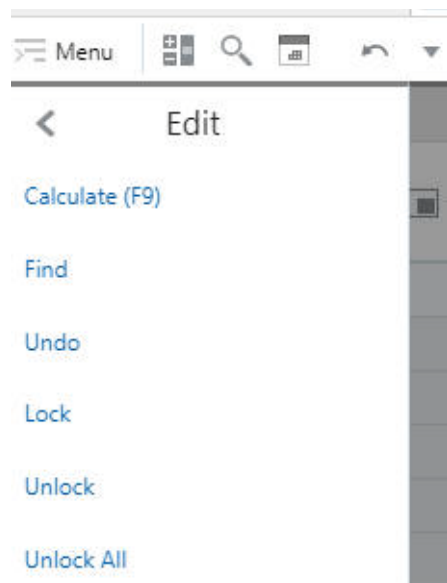 Menu
Edit
Calculate (F9)
Find
Undo
Lock
Unlock
Unlock All